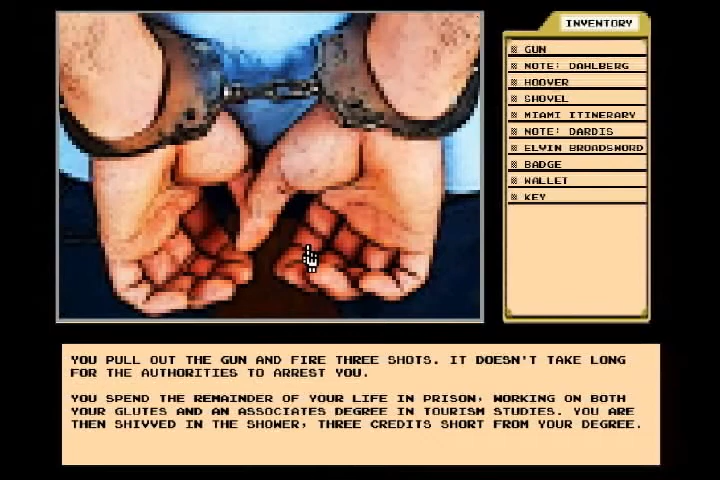 INVENTORY
GUN
NOTE: DAHLBERG
HOOVER
SHOVEL
MIAMI ITINERARY
NOTE: DARDIS
ELVIN BROADSWORD
BADGE
WALLET
KEY
YOU PULL OUT THE GUN AND FIRE THREE SHOTS. IT DOESN'T TAKE LONG
FOR THE AUTHORITIES TO ARREST YOU.
YOU SPEND THE REMAINDER OF YOUR LIFE IN PRISON, WORKING ON BOTH
YOUR GLUTES AND AN ASSOCIATES DEGREE IN TOURISM STUDIES. YOU ARE
THEN SHIVVED IN THE SHOWER, THREE CREDITS SHORT FROM YOUR DEGREE.